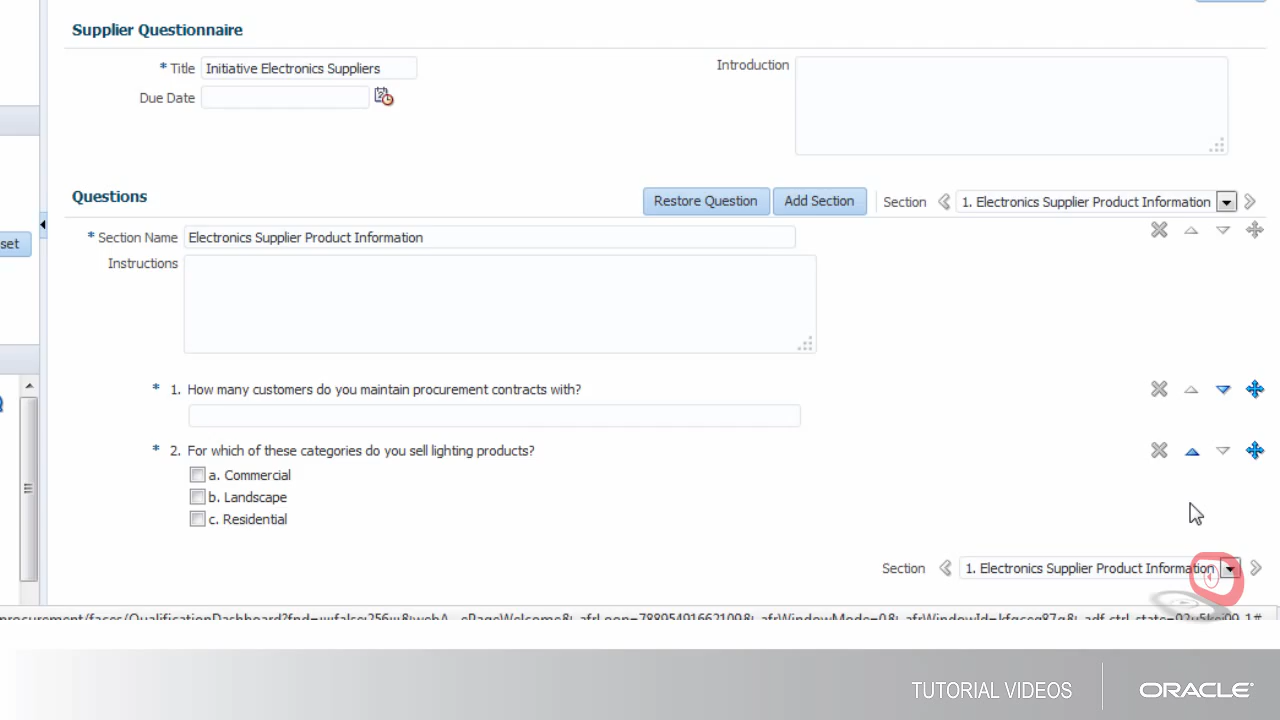 Supplier Questionnaire
* Title Initiative Electronics Suppliers
Introduction
Due Date
Questions
Restore Question Add Section Section 1. Electronics Supplier Product Information
* Section Name Electronics Supplier Product Information
set
Instructions
* 1. How many customers do you maintain procurement contracts with?
* 2. For which of these categories do you sell lighting products?
a. Commercial
b. Landscape
c. Residential
Section 1. Electronics Supplier Product Information
TUTORIAL VIDEOS ORACLE®